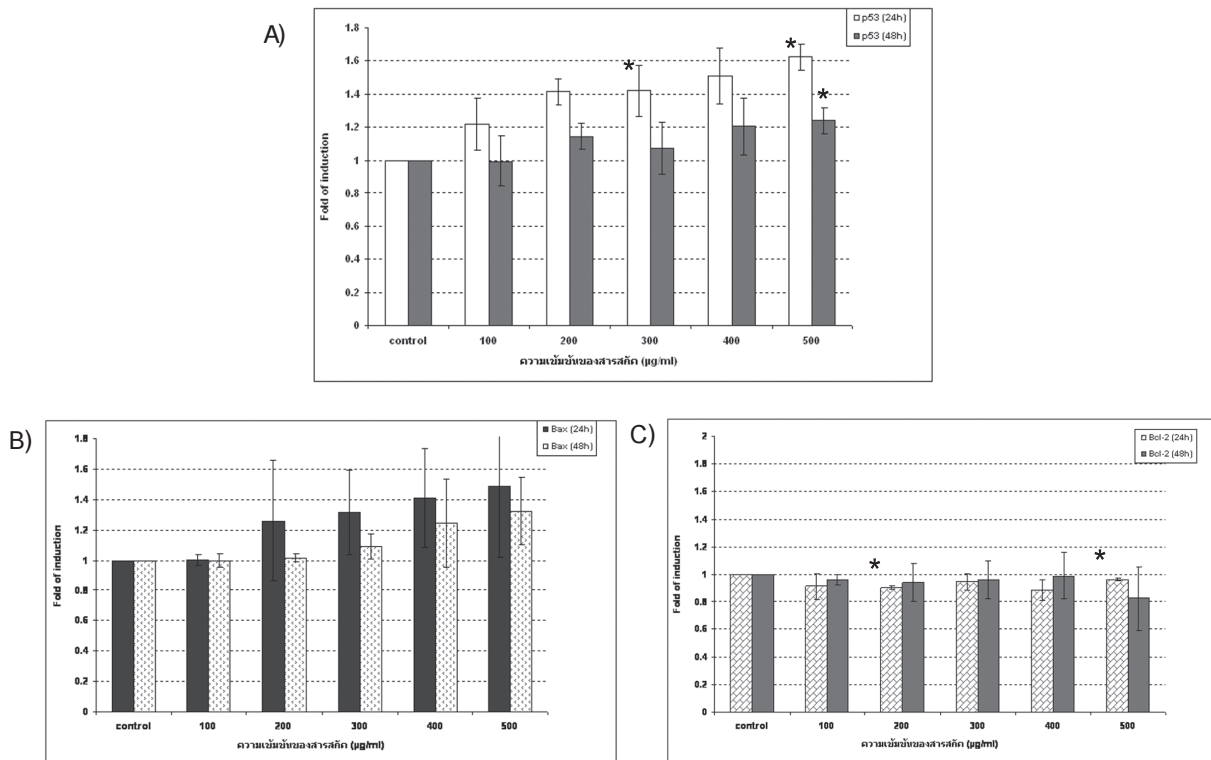 A)
p53 (24h)
p53 (48h)
*
*
*
Fold of induction
1.8
1.6
1.4
1.2
1
0.8
0.6
0.4
0.2
0
control 100 200 300 400 500
ความเข้มข้นของสารสกัด (µg/ml)
B)
Bax (24h)
Bax (48h)
Fold of induction
1.8
1.6
1.4
1.2
1
0.8
0.6
0.4
0.2
0
control 100 200 300 400 500
ความเข้มข้นของสารสกัด (µg/ml)
C)
Bcl-2 (24h)
Bcl-2 (48h)
*
*
Fold of induction
2
1.8
1.6
1.4
1.2
1
0.8
0.6
0.4
0.2
0
control 100 200 300 400 500
ความเข้มข้นของสารสกัด (µg/ml)